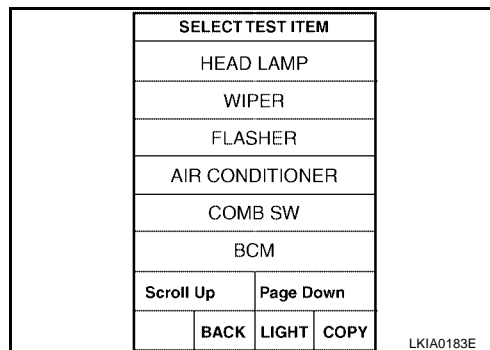 SELECT TEST ITEM
HEAD LAMP
WIPER
FLASHER
AIR CONDITIONER
COMB SW
BCM
Scroll Up Page Down
BACK LIGHT COPY
LKIA0183E